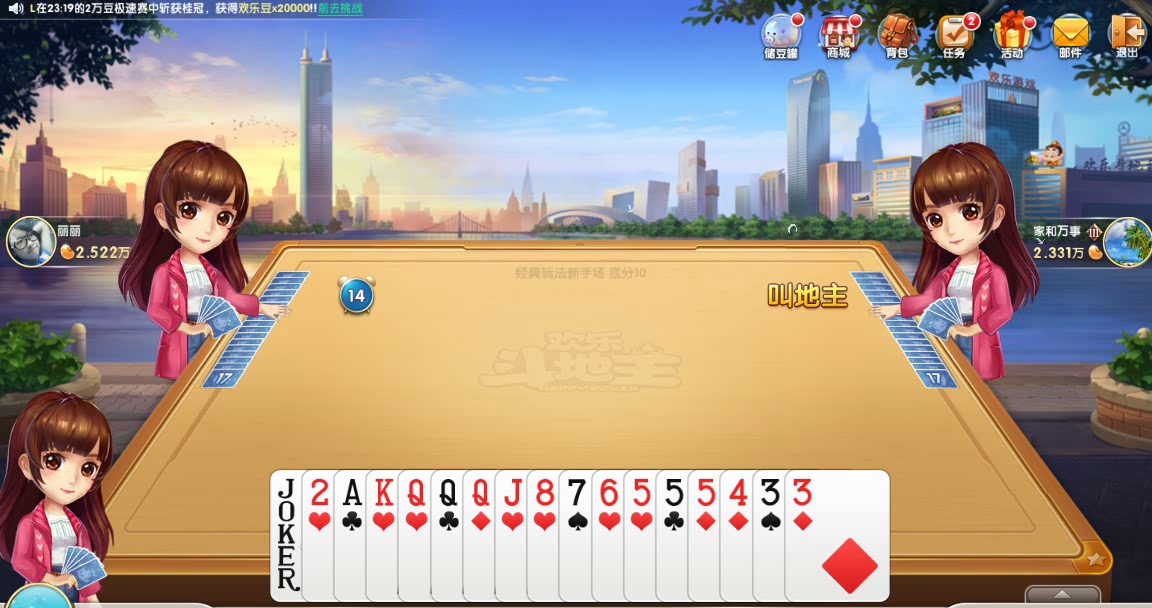 L在23:19的2万豆极速赛中斩获桂冠，获得欢乐豆x20000!!前去挑战
储豆罐
商城
背包
2
任务
活动
邮件
退出
欢乐游戏
丽丽
2.522万
家和万事
2.331万
经典玩法新手场 底分10
14
叫地主
欢乐
斗地主
17
17
JOKER 2 A K Q Q Q J 8 7 6 5 5 5 4 3 3